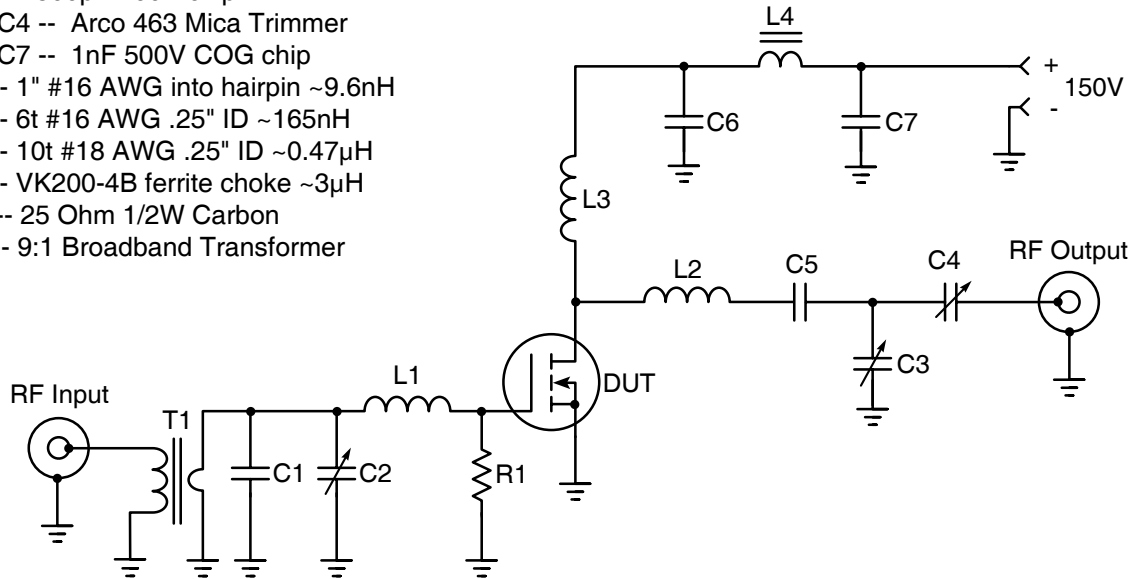 C4 -- Arco 463 Mica Trimmer
C7 -- 1nF 500V COG chip
- 1" #16 AWG into hairpin ~9.6nH
- 6t #16 AWG .25" ID ~165nH
- 10t #18 AWG .25" ID ~0.47µH
- VK200-4B ferrite choke ~3µH
-- 25 Ohm 1/2W Carbon
- 9:1 Broadband Transformer
L4
+
150V
-
C6
C7
L3
RF Output
L2
C5
C4
C3
DUT
L1
RF Input
T1
C1
C2
R1